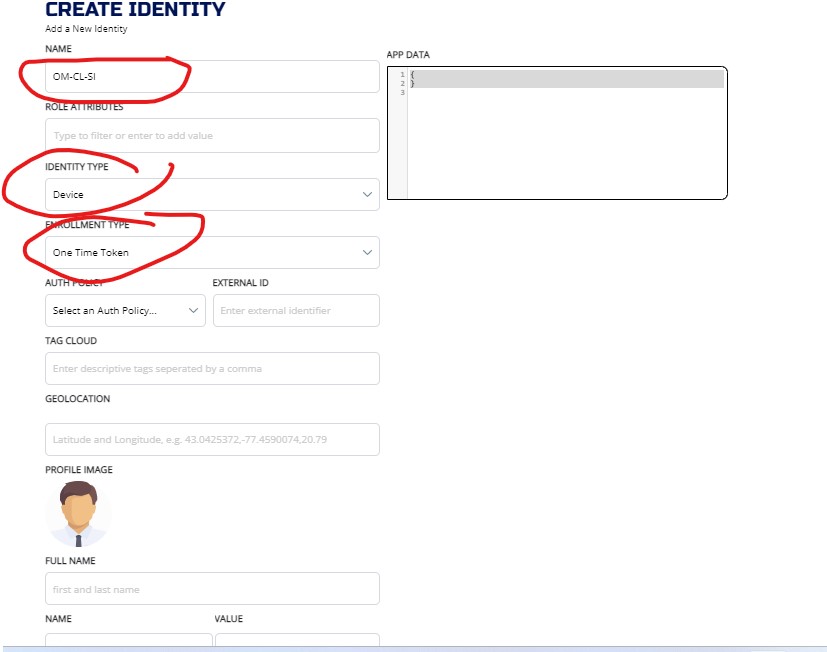 CREATE IDENTITY
Add a New Identity
NAME
OM-CL-SI
ROLE ATTRIBUTES
Type to filter or enter to add value
IDENTITY TYPE
Device
ENROLLMENT TYPE
One Time Token
AUTH POLICY
EXTERNAL ID
Select an Auth Policy...
Enter external identifier
TAG CLOUD
Enter descriptive tags seperated by a comma
GEOLOCATION
Latitude and Longitude, e.g. 43.0425372,-77.4590074,20.79
PROFILE IMAGE
FULL NAME
first and last name
NAME
VALUE
APP DATA
1 {
2 }
3